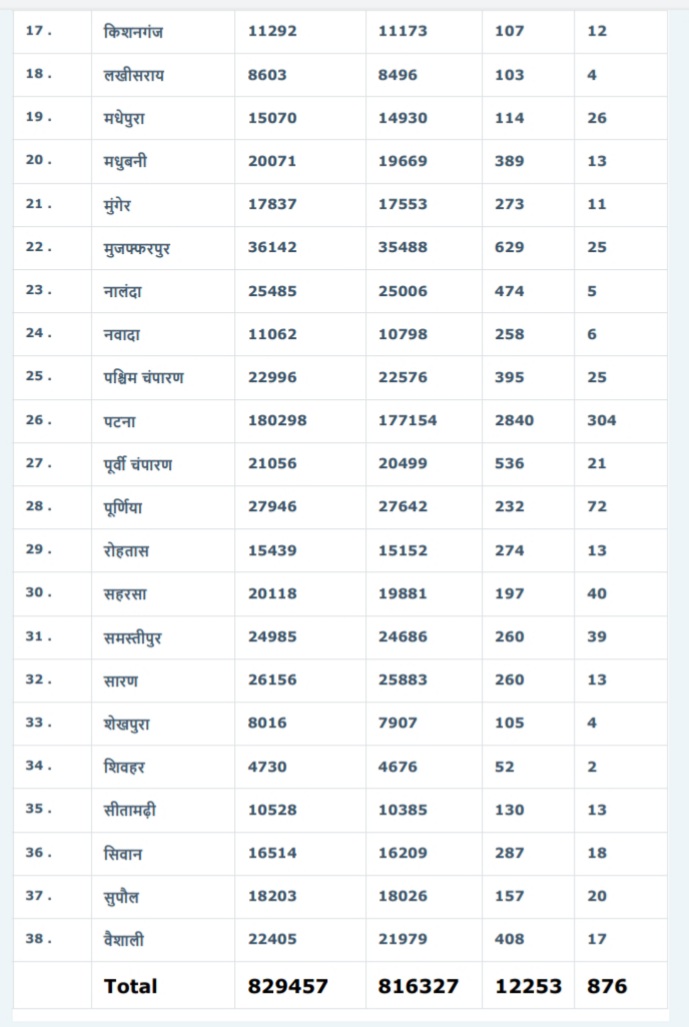 17 . किशनगंज 11292 11173 107 12
18 . लखीसराय 8603 8496 103 4
19 . मधेपुरा 15070 14930 114 26
20 . मधुबनी 20071 19669 389 13
21 . मुंगेर 17837 17553 273 11
22 . मुजफ्फरपुर 36142 35488 629 25
23 . नालंदा 25485 25006 474 5
24 . नवादा 11062 10798 258 6
25 . पश्चिम चंपारण 22996 22576 395 25
26 . पटना 180298 177154 2840 304
27 . पूर्वी चंपारण 21056 20499 536 21
28 . पूर्णिया 27946 27642 232 72
29 . रोहतास 15439 15152 274 13
30 . सहरसा 20118 19881 197 40
31 . समस्तीपुर 24985 24686 260 39
32 . सारण 26156 25883 260 13
33 . शेखपुरा 8016 7907 105 4
34 . शिवहर 4730 4676 52 2
35 . सीतामढ़ी 10528 10385 130 13
36 . सिवान 16514 16209 287 18
37 . सुपौल 18203 18026 157 20
38 . वैशाली 22405 21979 408 17
Total 829457 816327 12253 876